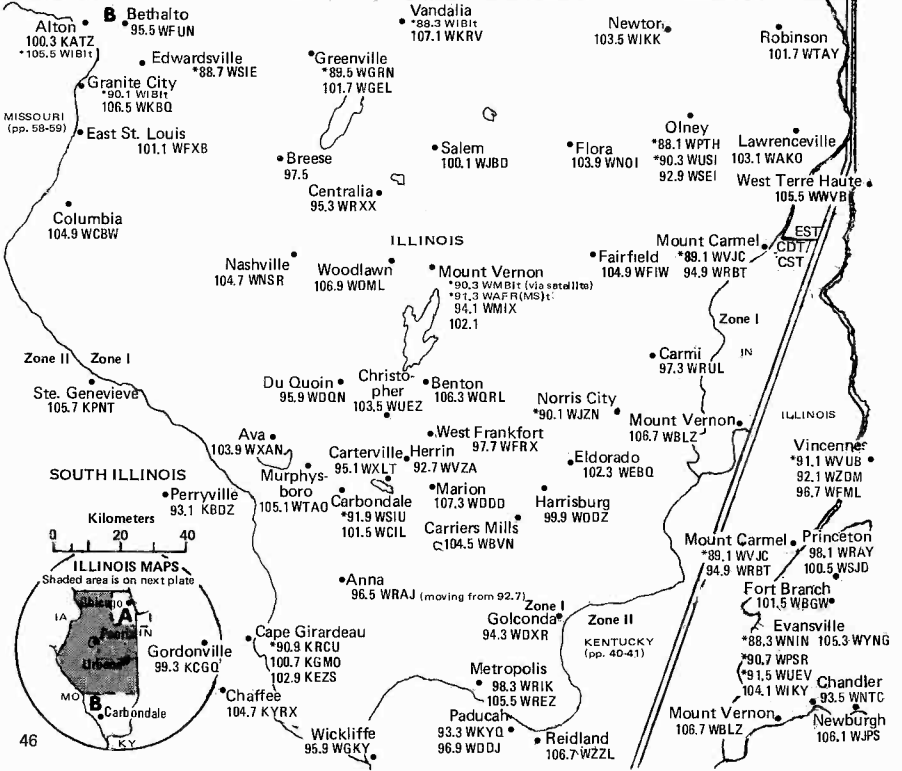 B
Bethalto
95.5 WFUN
Alton
100.3 KATZ
*105.5 WIBIt
Vandalia
*88.3 WIBIt
107.1 WKRV
Newton
103.5 WIKK
Robinson
101.7 WTAY
Edwardsville
*88.7 WSIE
Greenville
*89.5 WGRN
101.7 WGEL
Granite City
*90.1 WIBIt
106.5 WKBQ
MISSOURI
(pp. 58-59)
East St. Louis
101.1 WFXB
Breese
97.5
Salem
100.1 WJBD
Flora
103.9 WNOI
Olney
*88.1 WPTH
*90.3 WUSI
92.9 WSEI
Lawrenceville
103.1 WAKO
West Terre Haute
105.5 WWVB
Centralia
95.3 WRXX
Columbia
104.9 WCBW
ILLINOIS
EST
CDT/
CST
Nashville
104.7 WNSR
Woodlawn
106.9 WDML
Mount Vernon
*90.3 WMBIt (via satellite)
*91.3 WAFR(MS)t
94.1 WMIX
102.1
Fairfield
104.9 WFIW
Mount Carmel
*89.1 WVJC
94.9 WRBT
Zone I
IN
Zone II
Zone I
Ste. Genevieve
105.7 KPNT
Carmi
97.3 WRUL
Du Quoin
95.9 WDQN
Christo-
pher
103.5 WUEZ
Benton
106.3 WQRL
Norris City
*90.1 WJZN
Mount Vernon
106.7 WBLZ
ILLINOIS
Ava
103.9 WXAN
West Frankfort
97.7 WFRX
Carterville
95.1 WXLT
Herrin
92.7 WVZA
Eldorado
102.3 WEBQ
Vincennes
*91.1 WVUB
92.1 WZDM
96.7 WFML
SOUTH ILLINOIS
Murphys-
boro
105.1 WTAO
Perryville
93.1 KBDZ
Carbondale
*91.9 WSIU
101.5 WCIL
Marion
107.3 WDDD
Harrisburg
99.9 WOOZ
Carriers Mills
104.5 WBVN
Kilometers
0 20 40
Mount Carmel
*89.1 WVJC
94.9 WRBT
Princeton
98.1 WRAY
100.5 WSJD
ILLINOIS MAPS
Shaded area is on next plate
Chicago
A
IA
IN
Peoria
Urbana
MO
B
Carbondale
KY
Anna
96.5 WRAJ (moving from 92.7)
Fort Branch
101.5 WBGW
Zone I
Golconda
94.3 WDXR
Zone II
KENTUCKY
(pp. 40-41)
Evansville
*88.3 WNIN 105.3 WYNG
*90.7 WPSR
*91.5 WUEV
104.1 WIKY
Gordonville
99.3 KCGQ
Cape Girardeau
*90.9 KRCU
100.7 KGMO
102.9 KEZS
Metropolis
98.3 WRIK
105.5 WREZ
Chandler
93.5 WNTC
Chaffee
104.7 KYRX
Paducah
93.3 WKYQ
96.9 WDDJ
Mount Vernon
106.7 WBLZ
Newburgh
106.1 WJPS
Wickliffe
95.9 WGKY
Reidland
106.7 WZZL
46